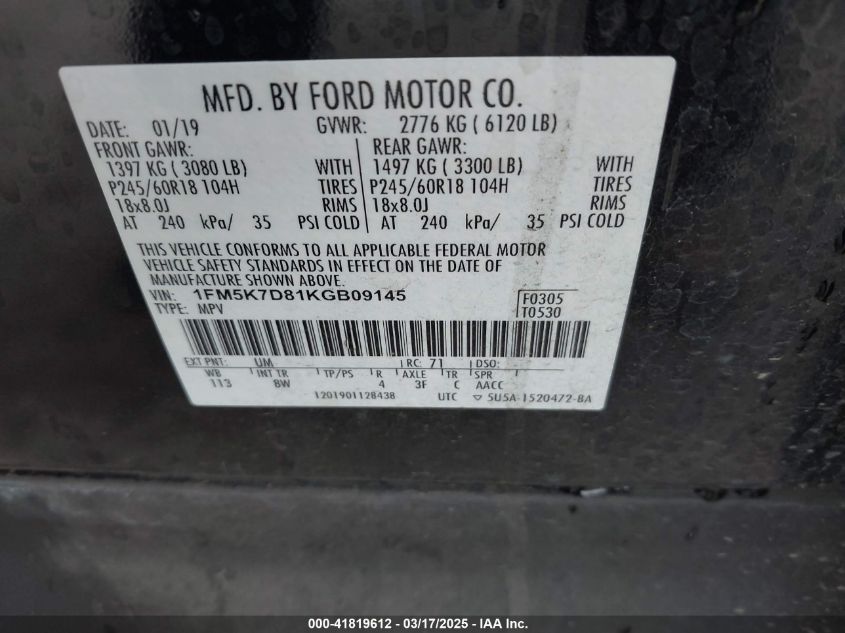 MFD. BY FORD MOTOR CO.
DATE: 01/19 GVWR: 2776 KG ( 6120 LB)
FRONT GAWR: REAR GAWR:
1397 KG ( 3080 LB) WITH 1497 KG ( 3300 LB) WITH
P245/60R18 104H TIRES P245/60R18 104H TIRES
18x8.0J RIMS 18x8.0J RIMS
AT 240 kPa/ 35 PSI COLD AT 240 kPa/ 35 PSI COLD
THIS VEHICLE CONFORMS TO ALL APPLICABLE FEDERAL MOTOR
VEHICLE SAFETY STANDARDS IN EFFECT ON THE DATE OF
MANUFACTURE SHOWN ABOVE.
VIN: 1FM5K7D81KGB09145 F0305
TYPE: MPV T0530
EXT PNT: UM RC: 71 DSO:
WB INT TR TP/PS R AXLE TR SPR
113 8W 4 3F C AACC
1201901128438 UTC ▽ 5U5A-1520472-BA
000-41819612 - 03/17/2025 - IAA Inc.